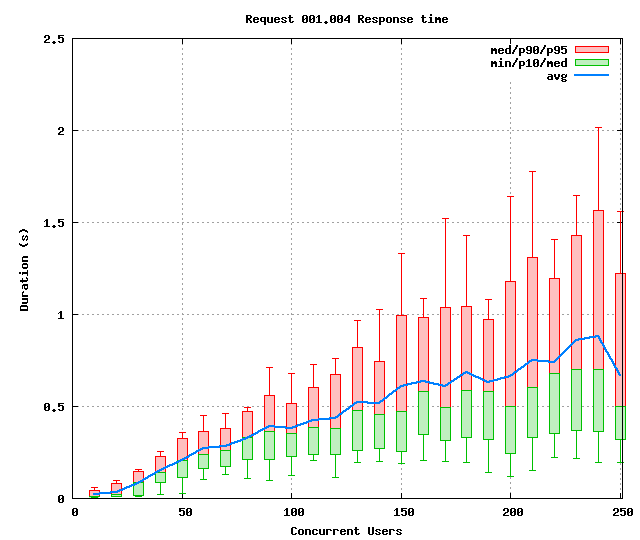 Request 001.004 Response time
2.5
med/p90/p95
min/p10/med
avg
2
1.5
Duration (s)
1
0.5
0
0 50 100 150 200 250
Concurrent Users